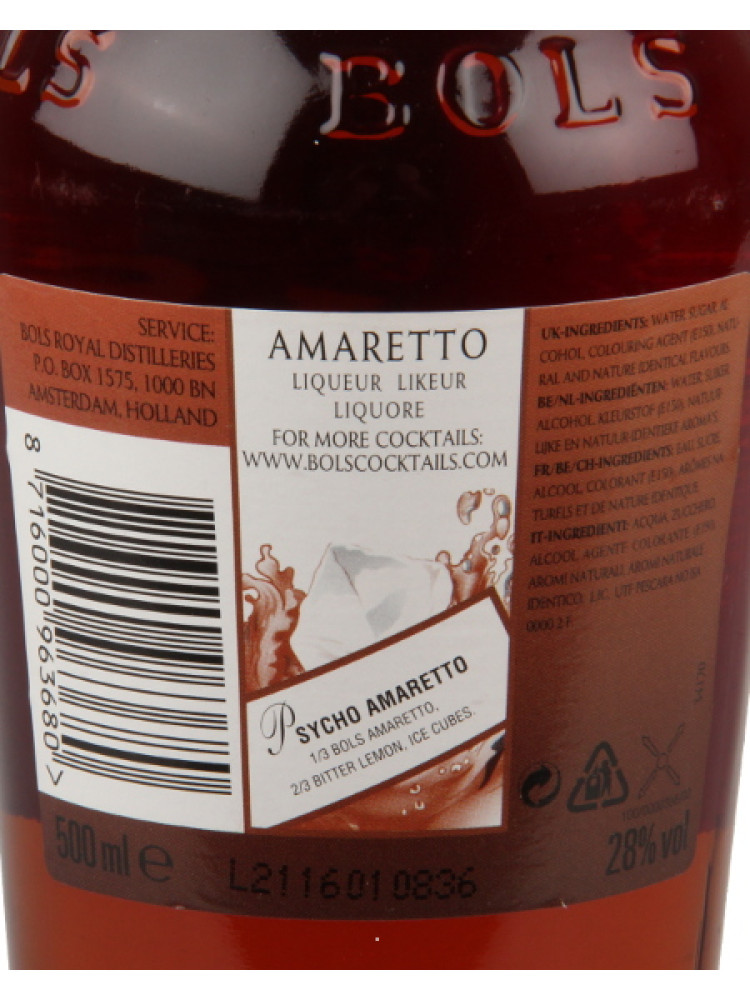 BOLS
SERVICE:
BOLS ROYAL DISTILLERIES
P.O. BOX 1575, 1000 BN
AMSTERDAM, HOLLAND
8 716000 963680 >
500 ml e
AMARETTO
LIQUEUR LIKEUR
LIQUORE
FOR MORE COCKTAILS:
WWW.BOLSCOCKTAILS.COM
PSYCHO AMARETTO
1/3 BOLS AMARETTO,
2/3 BITTER LEMON, ICE CUBES.
L2116010836
UK-INGREDIENTS: WATER, SUGAR, AL
COHOL, COLOURING AGENT (E150), NATU
RAL AND NATURE IDENTICAL FLAVOURS.
BE/NL-INGREDIËNTEN: WATER, SUIKER,
ALCOHOL, KLEURSTOF (E150), NATUUR
LIJKE EN NATUUR IDENTIEKE AROMA'S.
FR/BE/CH-INGREDIENTS: EAU, SUCRE,
ALCOOL, COLORANT (E150), ARÔMES NA
TURELS ET DE NATURE IDENTIQUE.
IT-INGREDIENTI: ACQUA, ZUCCHERO,
ALCOOL, AGENTE COLORANTE (E150),
AROMI NATURALI, AROMI NATURALE
IDENTICO. LIC. UTF PESCARA NO
0000 2 F.
28% vol